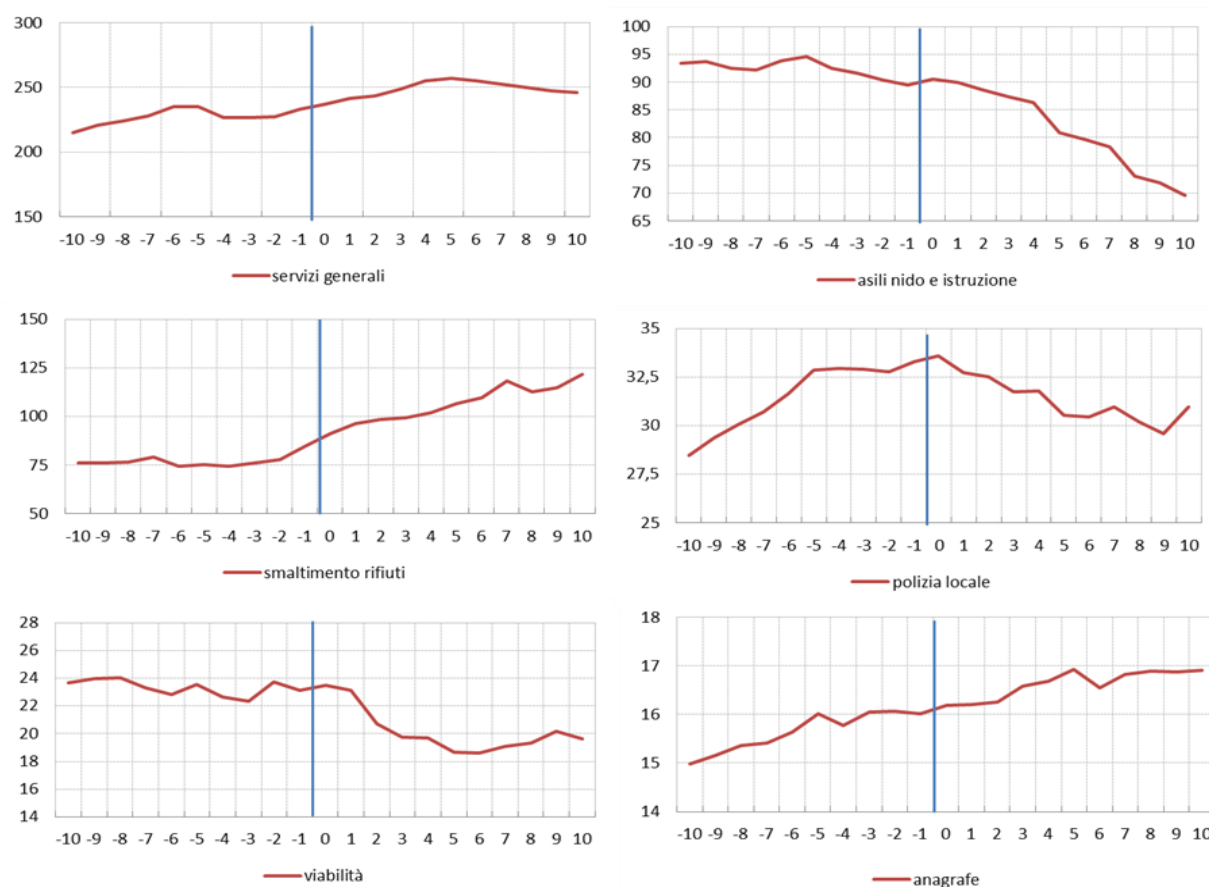 300
250
200
150
-10 -9 -8 -7 -6 -5 -4 -3 -2 -1 0 1 2 3 4 5 6 7 8 9 10
servizi generali
100
95
90
85
80
75
70
65
-10 -9 -8 -7 -6 -5 -4 -3 -2 -1 0 1 2 3 4 5 6 7 8 9 10
asili nido e istruzione
150
125
100
75
50
-10 -9 -8 -7 -6 -5 -4 -3 -2 -1 0 1 2 3 4 5 6 7 8 9 10
smaltimento rifiuti
35
32,5
30
27,5
25
-10 -9 -8 -7 -6 -5 -4 -3 -2 -1 0 1 2 3 4 5 6 7 8 9 10
polizia locale
28
26
24
22
20
18
16
14
-10 -9 -8 -7 -6 -5 -4 -3 -2 -1 0 1 2 3 4 5 6 7 8 9 10
viabilità
18
17
16
15
14
-10 -9 -8 -7 -6 -5 -4 -3 -2 -1 0 1 2 3 4 5 6 7 8 9 10
anagrafe